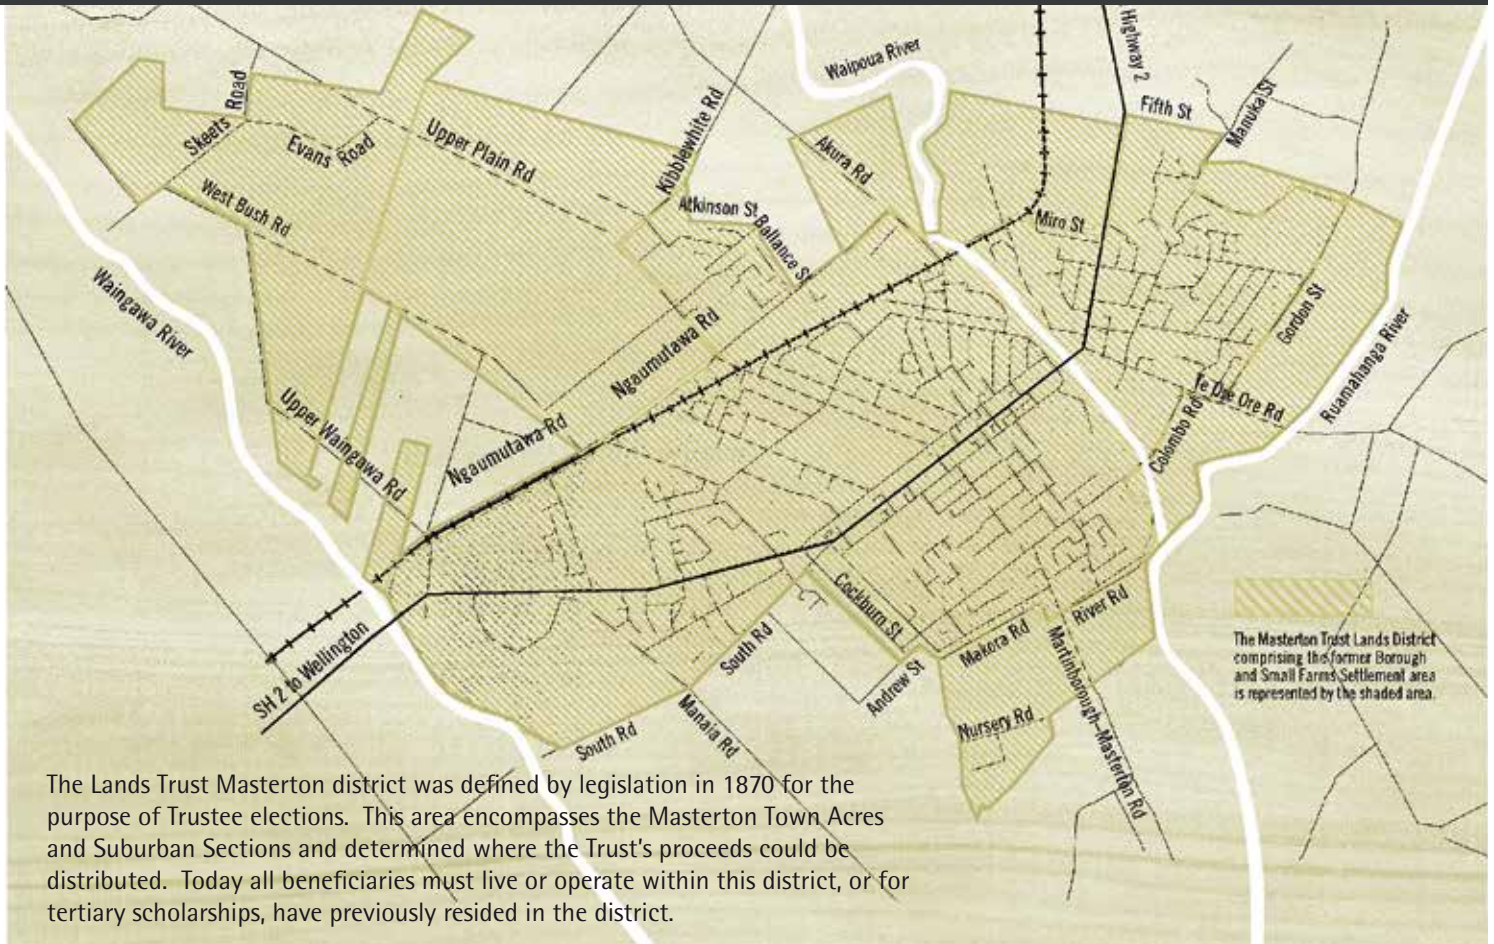 Highway 2
Waipoua River
Fifth St
Manuka St
Skeets
Road
Kibblewhite Rd
Evans Road
Upper Plain Rd
Akura Rd
West Bush Rd
Atkinson St
Ballance St
Miro St
Waingawa River
Gordon St
Ngaumutawa Rd
Ruamahanga River
Te Ore Ore Rd
Colombo Rd
Upper Waingawa Rd
Ngaumutawa Rd
Cockburn St
River Rd
Makora Rd
SH 2 to Wellington
South Rd
Andrew St
Martinborough-Masterton Rd
Nursery Rd
Manaia Rd
South Rd
The Masterton Trust Lands District
comprising the former Borough
and Small Farms Settlement area
is represented by the shaded area.
The Lands Trust Masterton district was defined by legislation in 1870 for the
purpose of Trustee elections.  This area encompasses the Masterton Town Acres
and Suburban Sections and determined where the Trust's proceeds could be
distributed.  Today all beneficiaries must live or operate within this district, or for
tertiary scholarships, have previously resided in the district.